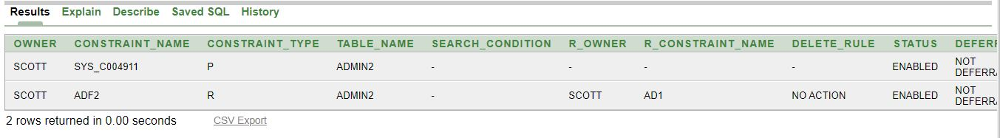 Results Explain Describe Saved SQL History
OWNER CONSTRAINT_NAME CONSTRAINT_TYPE TABLE_NAME SEARCH_CONDITION R_OWNER R_CONSTRAINT_NAME DELETE_RULE STATUS DEFERR
SCOTT SYS_C004911 P ADMIN2 - - - - ENABLED NOT
DEFERRA
SCOTT ADF2 R ADMIN2 - SCOTT AD1 NO ACTION ENABLED NOT
DEFERRA
2 rows returned in 0.00 seconds CSV Export